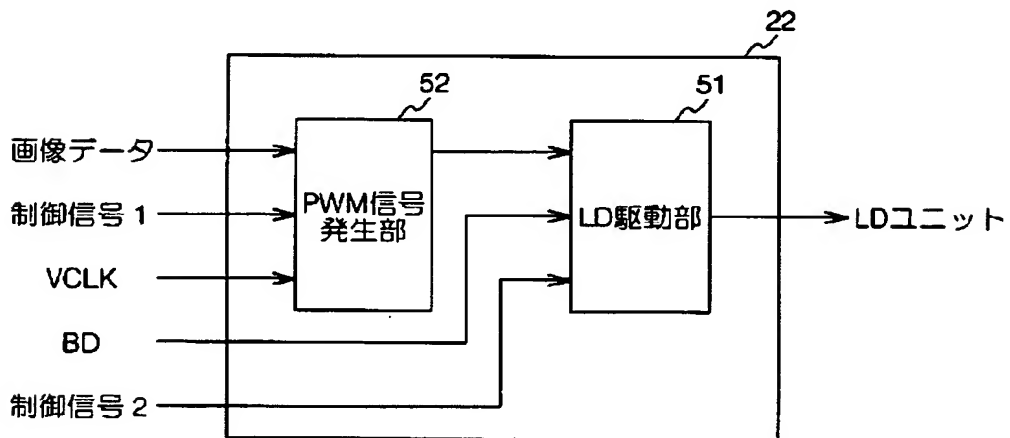 22
52
51
画像データ
制御信号1
VCLK
BD
制御信号2
PWM信号
発生部
LD駆動部
LDユニット